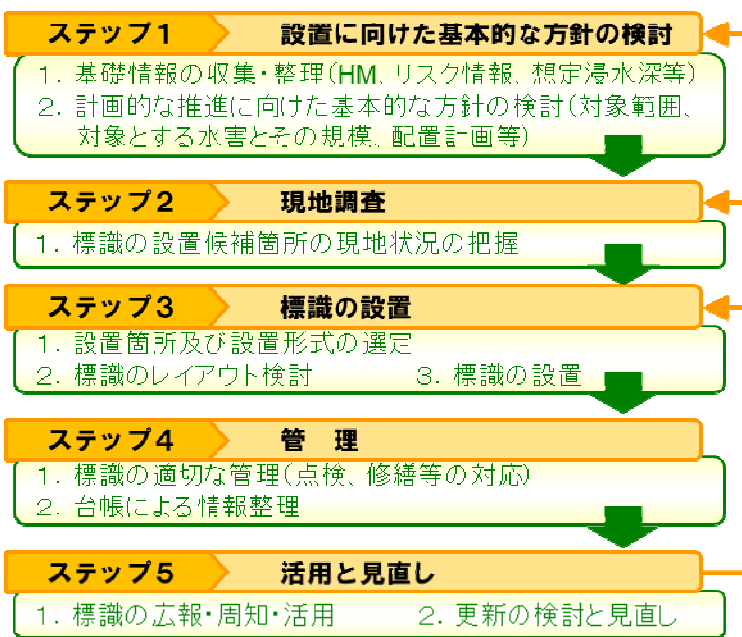 ステップ1 設置に向けた基本的な方針の検討
1. 基礎情報の収集・整理(HM、リスク情報、想定浸水深等)
2. 計画的な推進に向けた基本的な方針の検討(対象範囲、
対象とする水害とその規模、配置計画等)
ステップ2 現地調査
1. 標識の設置候補箇所の現地状況の把握
ステップ3 標識の設置
1. 設置箇所及び設置形式の選定
2. 標識のレイアウト検討 3. 標識の設置
ステップ4 管 理
1. 標識の適切な管理(点検、修繕等の対応)
2. 台帳による情報整理
ステップ5 活用と見直し
1. 標識の広報・周知・活用 2. 更新の検討と見直し